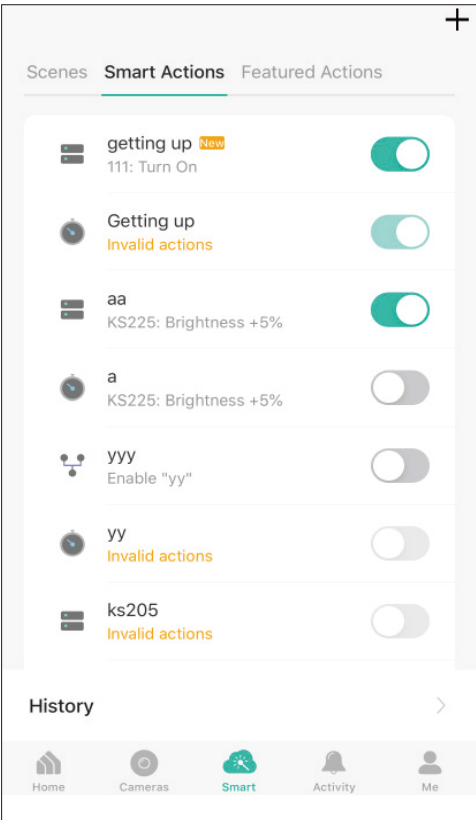 Scenes Smart Actions Featured Actions
getting up New
111: Turn On
Getting up
Invalid actions
aa
KS225: Brightness +5%
a
KS225: Brightness +5%
yyy
Enable "yy"
yy
Invalid actions
ks205
Invalid actions
History
Home Cameras Smart Activity Me